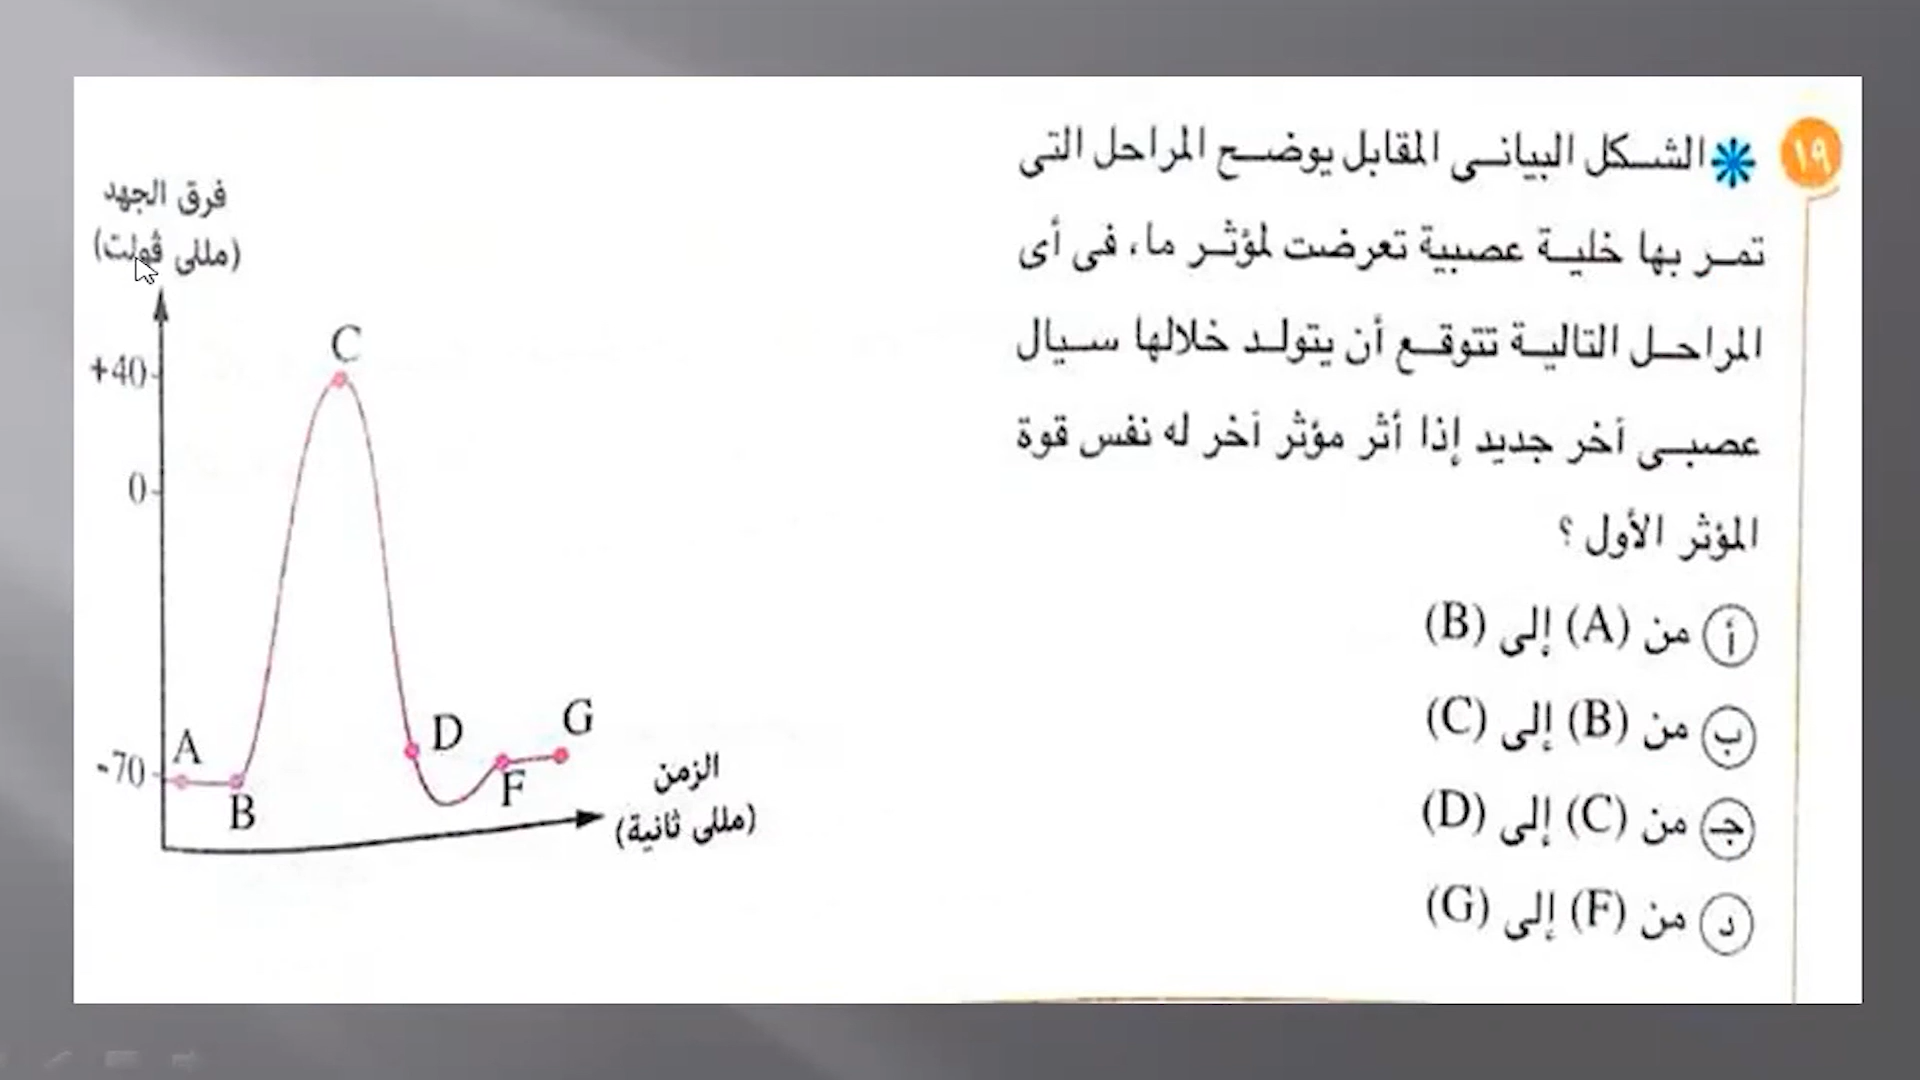 ١٩ الشكل البيانى المقابل يوضح المراحل التى
تمر بها خلية عصبية تعرضت لمؤثر ما، فى أى
المراحل التالية تتوقع أن يتولد خلالها سيال
عصبى آخر جديد إذا أثر مؤثر آخر له نفس قوة
المؤثر الأول ؟
أ من (A) إلى (B)
ب من (B) إلى (C)
جـ من (C) إلى (D)
د من (F) إلى (G)
فرق الجهد
(مللى ڤولت)
+40
0
-70
A
B
C
D
F
G
الزمن
(مللى ثانية)